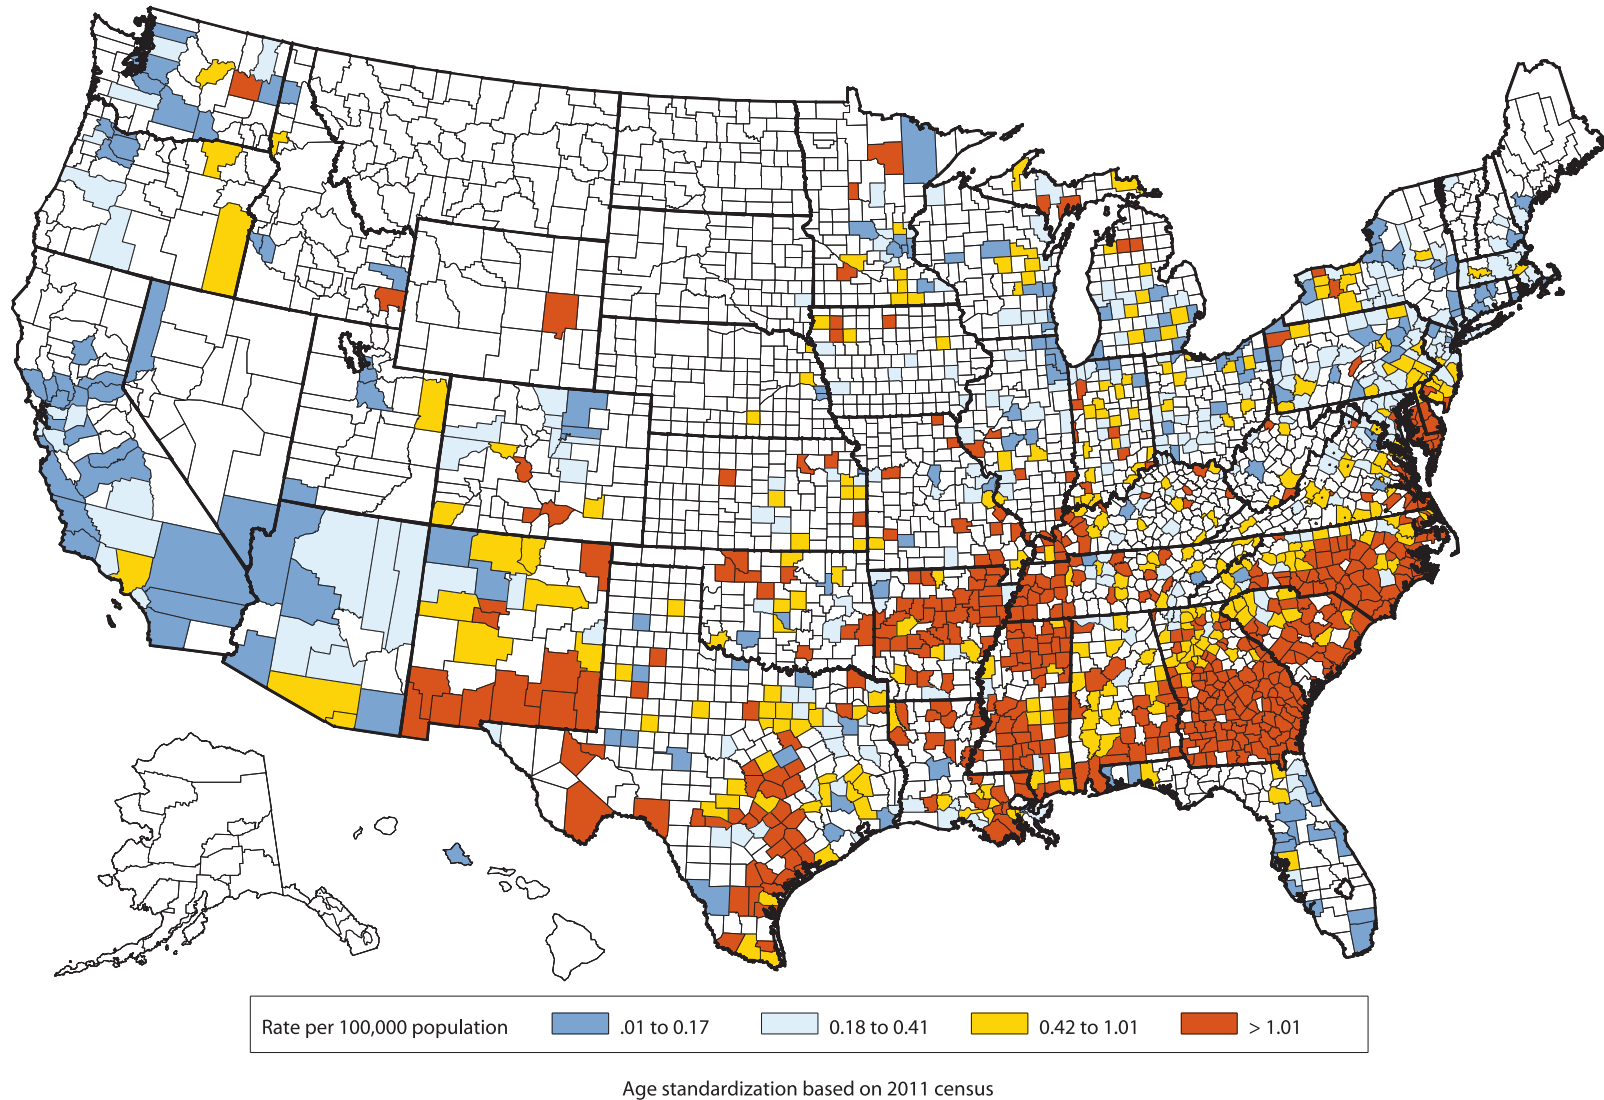 Rate per 100,000 population .01 to 0.17 0.18 to 0.41 0.42 to 1.01 > 1.01
Age standardization based on 2011 census